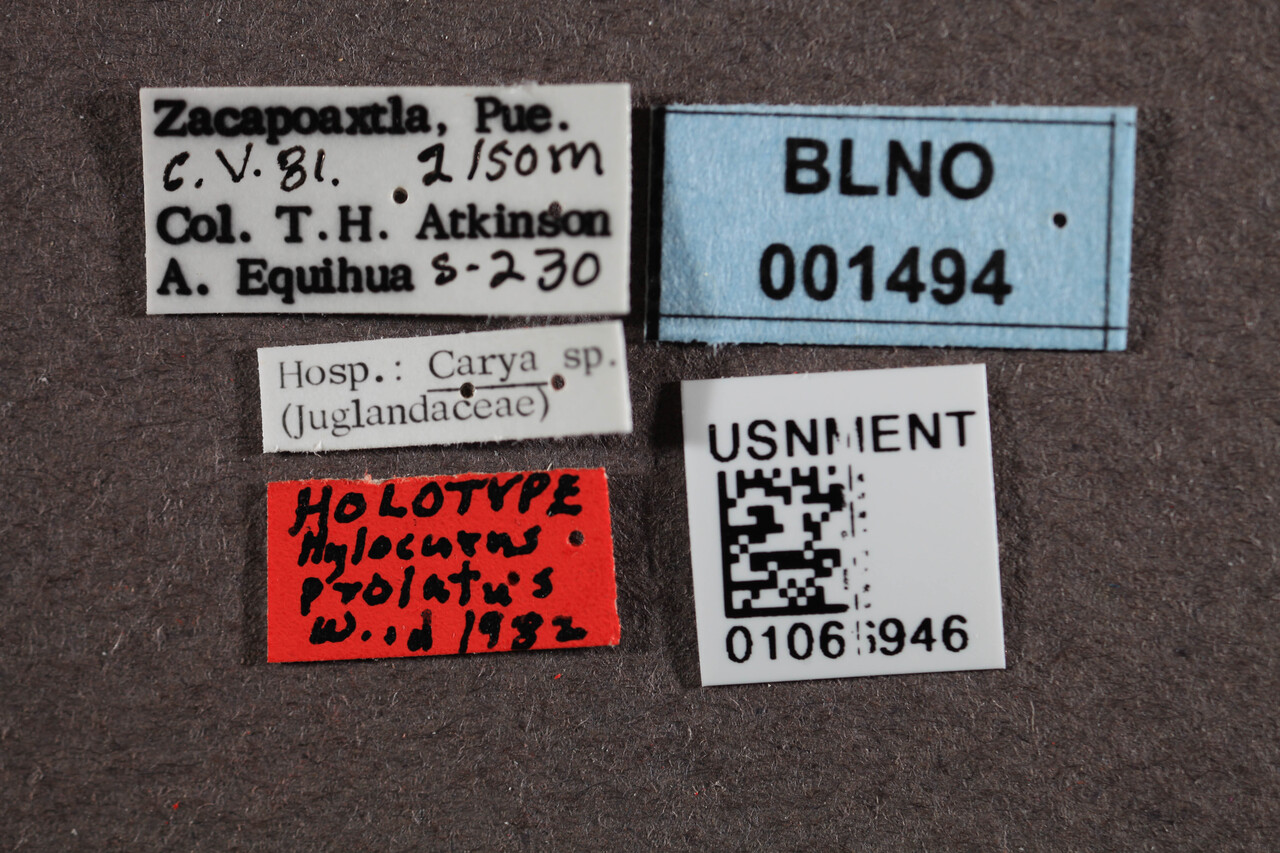 Zacapoaxtla, Pue.
C.V.81. 2150m
Col. T.H. Atkinson
A. Equihua S-230
Hosp.: Carya sp.
(Juglandaceae)
HOLOTYPE
Hylocurus
prolatus
Wood 1982
BLNO
001494
USNMENT
01066946